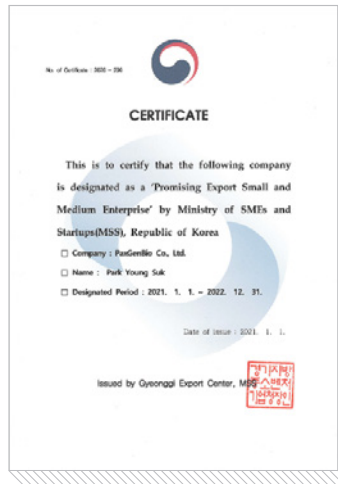 No. of Certificate : 2020 - 206
CERTIFICATE
This is to certify that the following company
is designated as a 'Promising Export Small and
Medium Enterprise' by Ministry of SMEs and
Startups(MSS), Republic of Korea
□ Company : PanGenBio Co., Ltd.
□ Name : Park Young Suk
□ Designated Period : 2021. 1. 1. – 2022. 12. 31.
Date of issue : 2021. 1. 1.
Issued by Gyeonggi Export Center, MSS